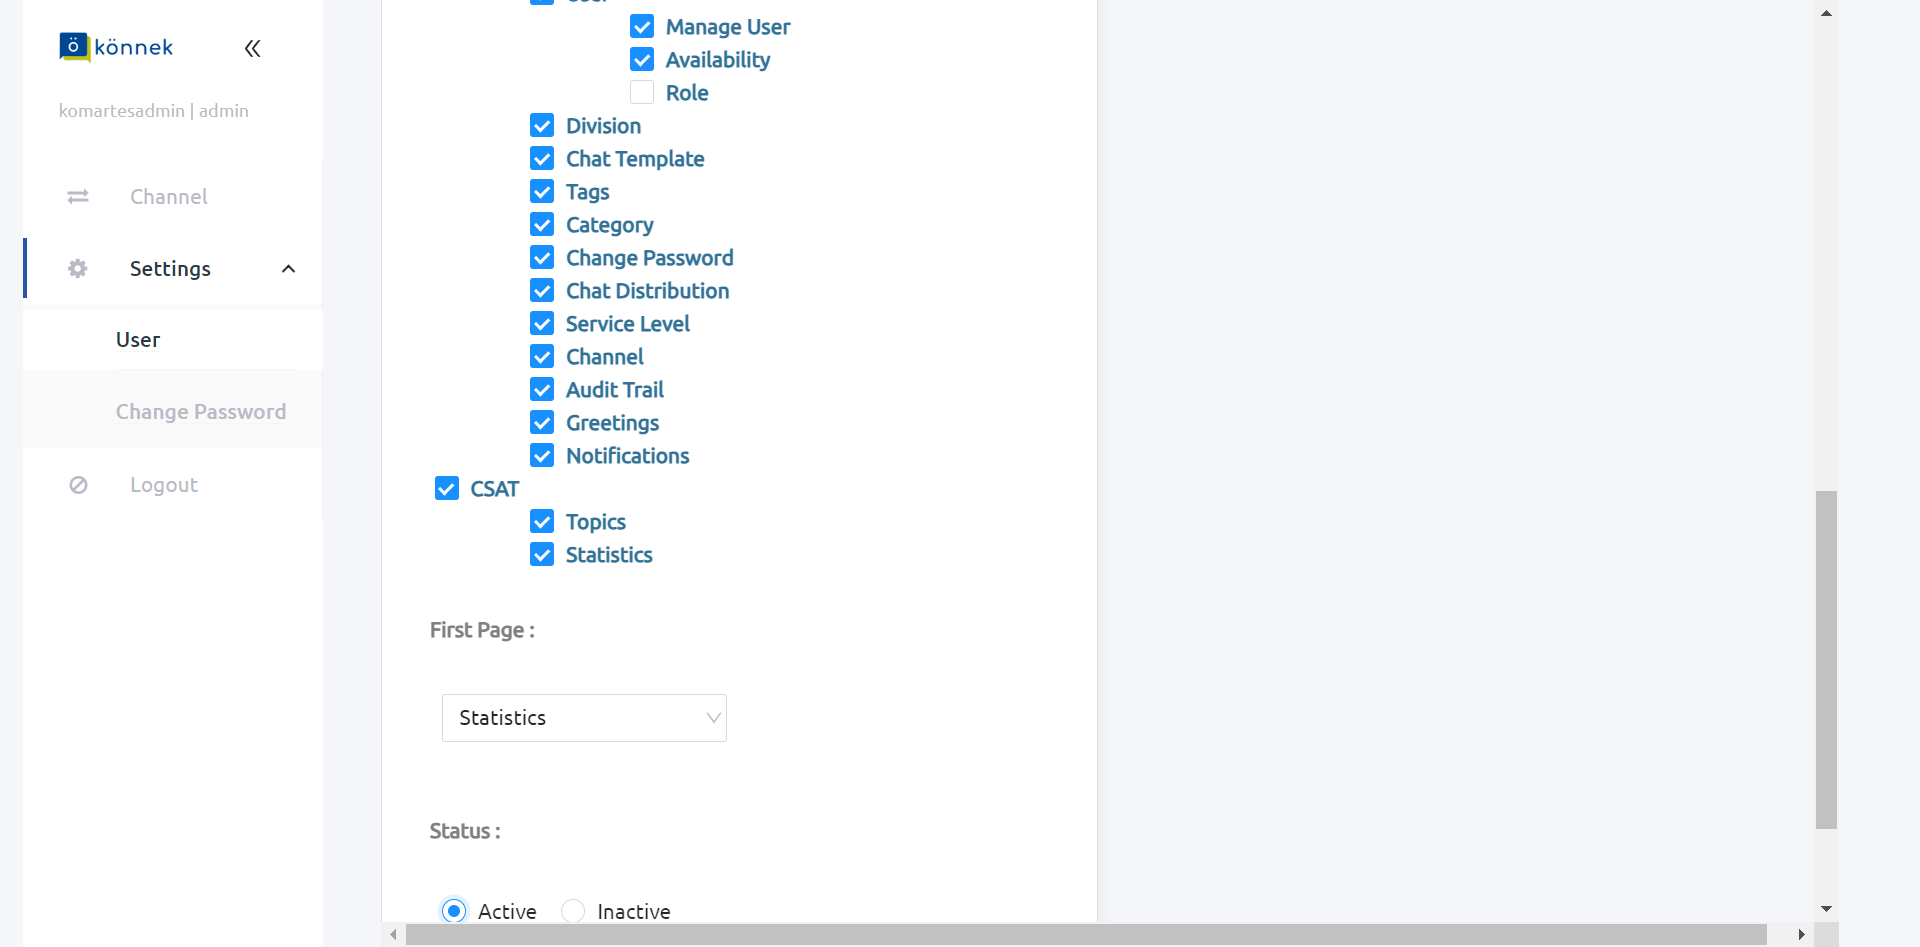 ö könnek
komartesadmin | admin
Channel
Settings
User
Change Password
Logout
Manage User
Availability
Role
Division
Chat Template
Tags
Category
Change Password
Chat Distribution
Service Level
Channel
Audit Trail
Greetings
Notifications
CSAT
Topics
Statistics
First Page :
Statistics
Status :
Active Inactive